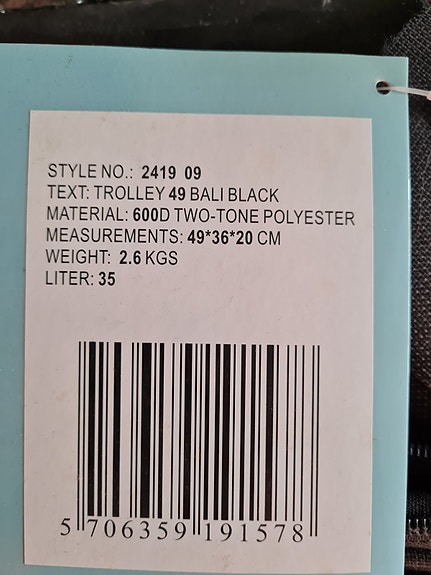 STYLE NO.: 2419 09
TEXT: TROLLEY 49 BALI BLACK
MATERIAL: 600D TWO-TONE POLYESTER
MEASUREMENTS: 49*36*20 CM
WEIGHT: 2.6 KGS
LITER: 35
5 706359 191578